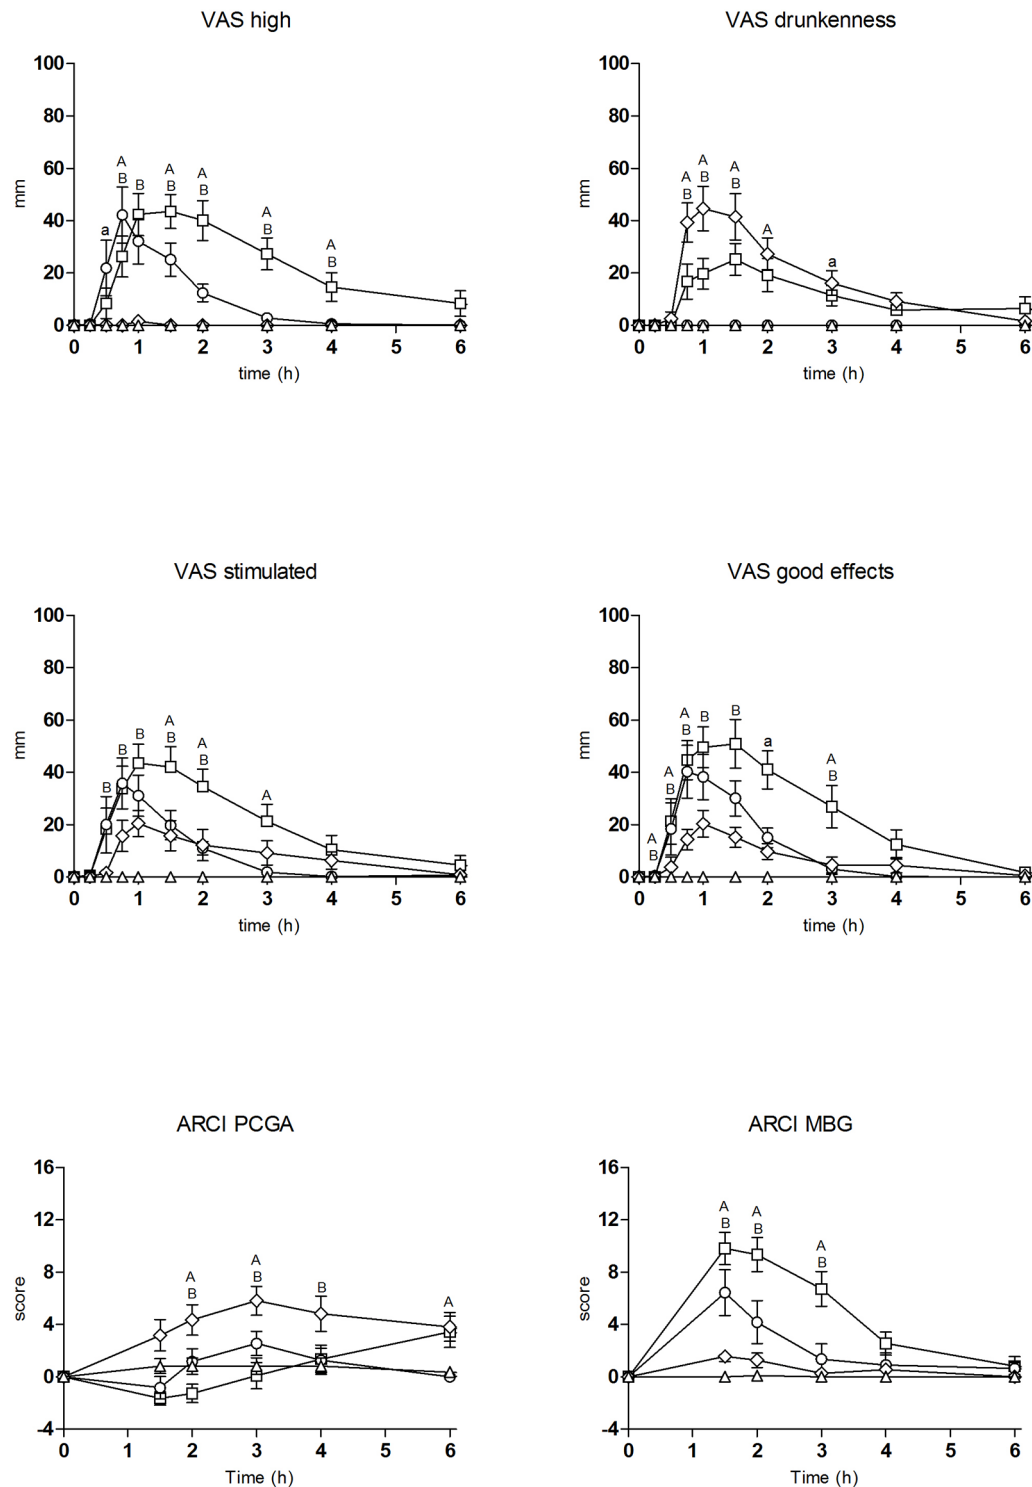 VAS high
100
80
60
40
20
0
mm
a
A
B
B
A
B
A
B
A
B
A
B
0 1 2 3 4 5 6
time (h)
VAS drunkenness
100
80
60
40
20
0
mm
A
B
A
B
A
B
A
a
0 1 2 3 4 5 6
time (h)
VAS stimulated
100
80
60
40
20
0
mm
B
B
B
A
B
A
B
A
0 1 2 3 4 5 6
time (h)
VAS good effects
100
80
60
40
20
0
mm
A
B
A
B
A
B
B
B
a
A
B
0 1 2 3 4 5 6
time (h)
ARCI PCGA
16
12
8
4
0
-4
score
A
B
A
B
B
A
0 1 2 3 4 5 6
Time (h)
ARCI MBG
16
12
8
4
0
-4
score
A
B
A
B
A
B
0 1 2 3 4 5 6
Time (h)